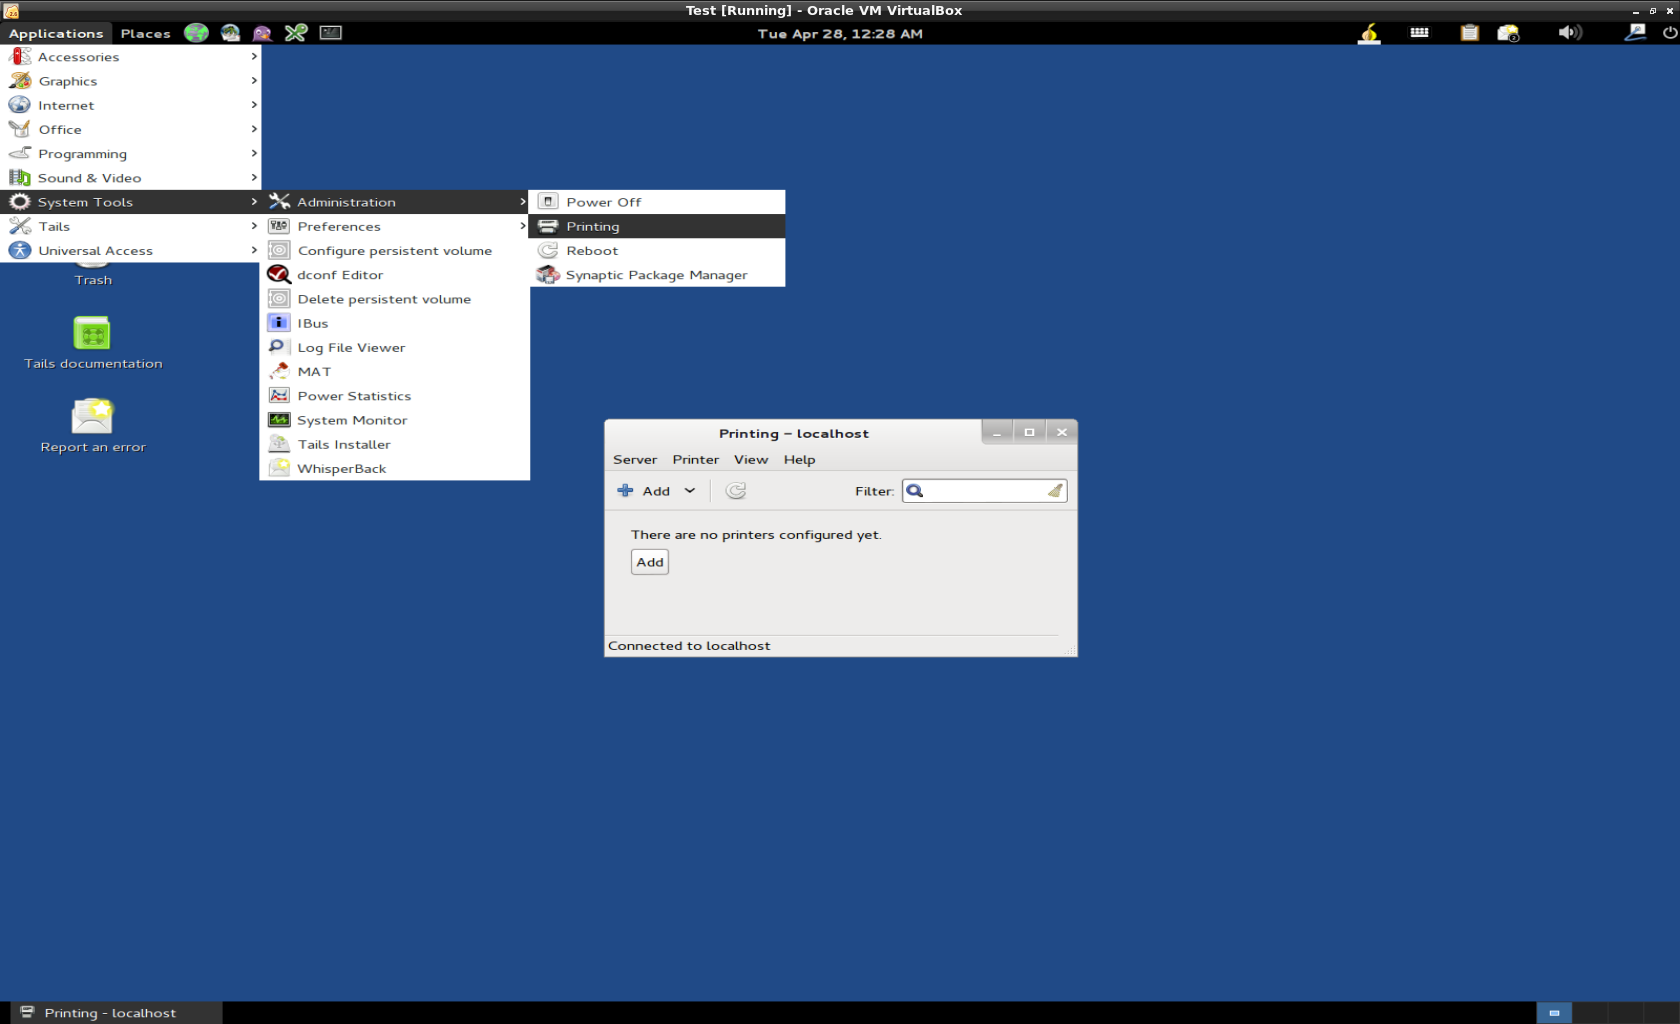 Test [Running] - Oracle VM VirtualBox
Applications Places Tue Apr 28, 12:28 AM
Accessories
Graphics
Internet
Office
Programming
Sound & Video
System Tools
Tails
Universal Access
Administration
Preferences
Configure persistent volume
dconf Editor
Delete persistent volume
IBus
Log File Viewer
MAT
Power Statistics
System Monitor
Tails Installer
WhisperBack
Power Off
Printing
Reboot
Synaptic Package Manager
Trash
Tails documentation
Report an error
Printing - localhost
Server Printer View Help
Add Filter:
There are no printers configured yet.
Add
Connected to localhost
Printing - localhost